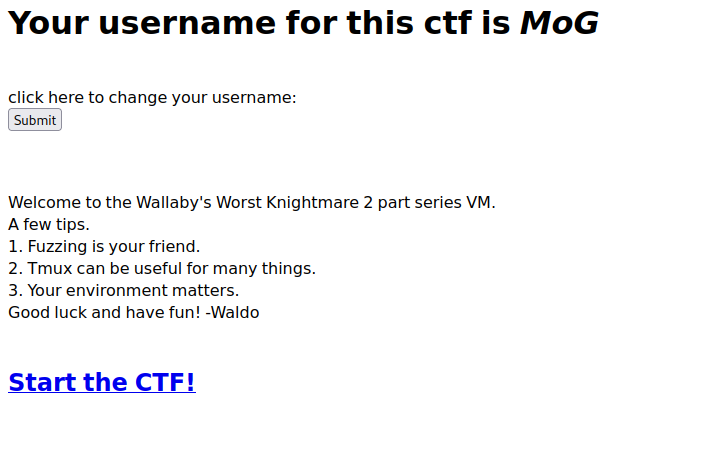 Your username for this ctf is MoG
click here to change your username:
Submit
Welcome to the Wallaby's Worst Knightmare 2 part series VM.
A few tips.
1. Fuzzing is your friend.
2. Tmux can be useful for many things.
3. Your environment matters.
Good luck and have fun! -Waldo
Start the CTF!